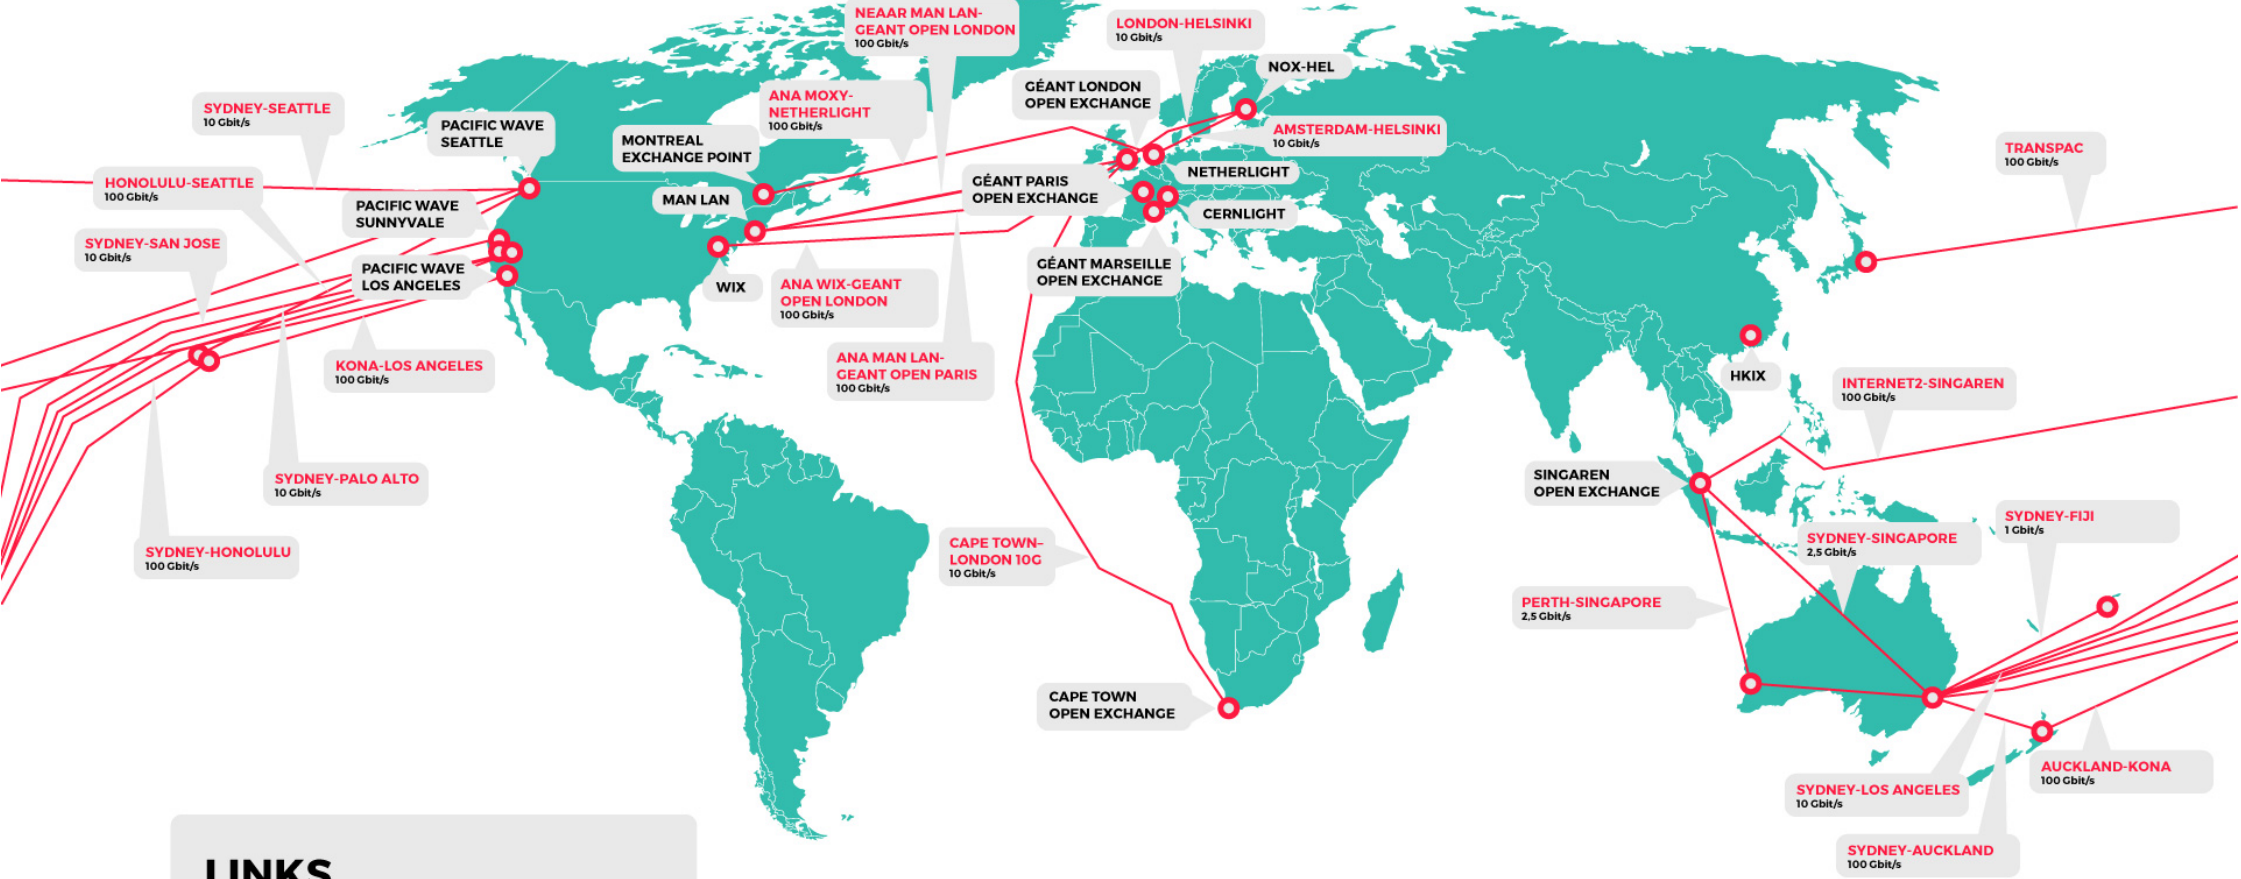 NEAAR MAN LAN-
GEANT OPEN LONDON
100 Gbit/s
LONDON-HELSINKI
10 Gbit/s
NOX-HEL
GÉANT LONDON
OPEN EXCHANGE
ANA MOXY-
NETHERLIGHT
100 Gbit/s
SYDNEY-SEATTLE
10 Gbit/s
PACIFIC WAVE
SEATTLE
MONTREAL
EXCHANGE POINT
AMSTERDAM-HELSINKI
10 Gbit/s
TRANSPAC
100 Gbit/s
HONOLULU-SEATTLE
100 Gbit/s
NETHERLIGHT
GÉANT PARIS
OPEN EXCHANGE
MAN LAN
PACIFIC WAVE
SUNNYVALE
CERNLIGHT
SYDNEY-SAN JOSE
10 Gbit/s
PACIFIC WAVE
LOS ANGELES
GÉANT MARSEILLE
OPEN EXCHANGE
WIX
ANA WIX-GEANT
OPEN LONDON
100 Gbit/s
KONA-LOS ANGELES
100 Gbit/s
ANA MAN LAN-
GEANT OPEN PARIS
100 Gbit/s
HKIX
INTERNET2-SINGAREN
100 Gbit/s
SYDNEY-PALO ALTO
10 Gbit/s
SINGAREN
OPEN EXCHANGE
SYDNEY-FIJI
1 Gbit/s
SYDNEY-SINGAPORE
2,5 Gbit/s
SYDNEY-HONOLULU
100 Gbit/s
CAPE TOWN–
LONDON 10G
10 Gbit/s
PERTH-SINGAPORE
2,5 Gbit/s
CAPE TOWN
OPEN EXCHANGE
AUCKLAND-KONA
100 Gbit/s
SYDNEY-LOS ANGELES
10 Gbit/s
SYDNEY-AUCKLAND
100 Gbit/s
LINKS